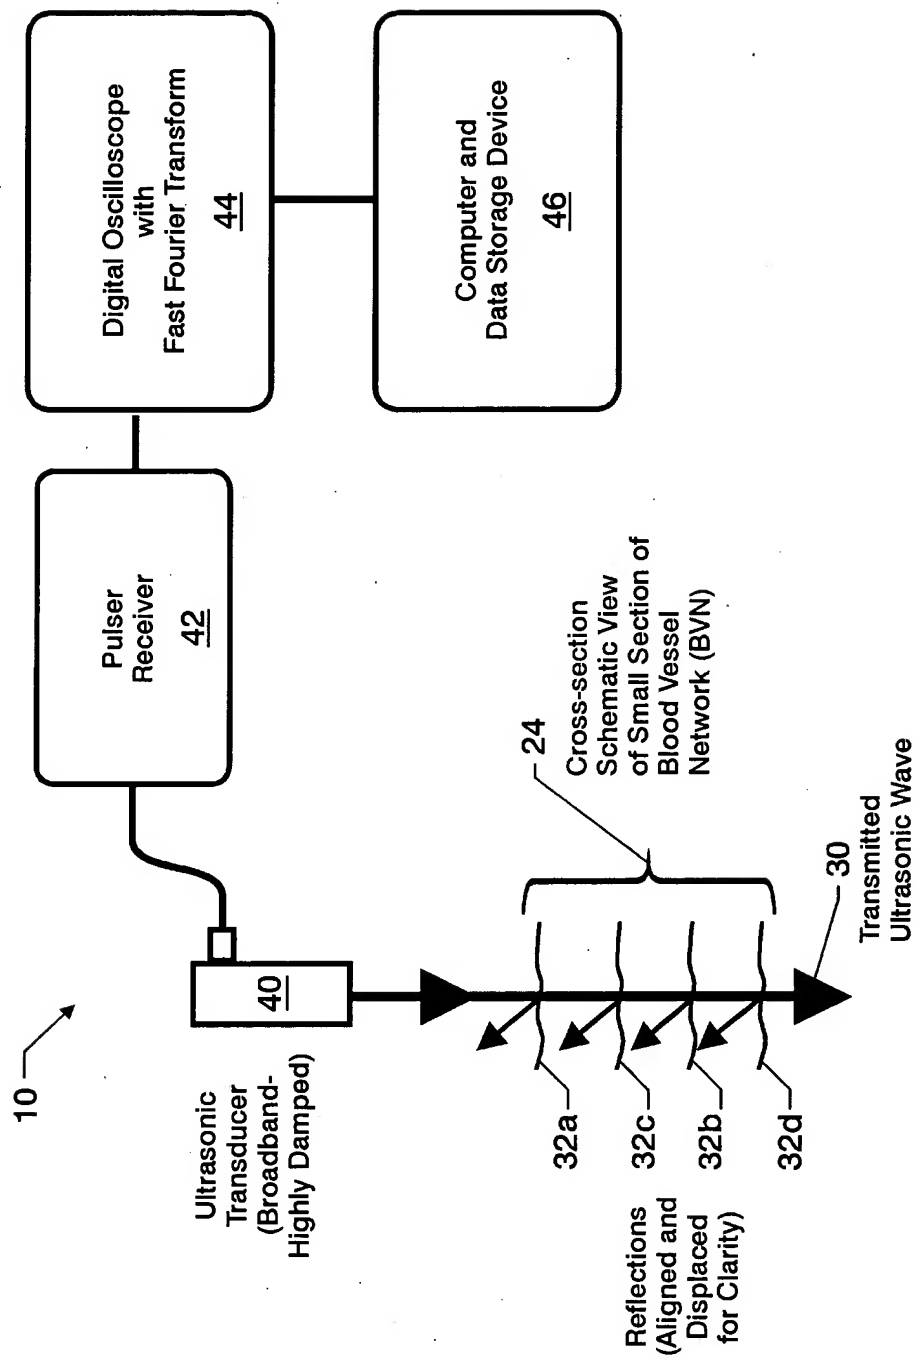 10
Ultrasonic
Transducer
(Broadband-
Highly Damped)
40
Pulser
Receiver
42
Digital Oscilloscope
with
Fast Fourier Transform
44
Computer and
Data Storage Device
46
24
Cross-section
Schematic View
of Small Section of
Blood Vessel
Network (BVN)
Reflections
(Aligned and
Displaced
for Clarity)
32a
32c
32b
32d
30
Transmitted
Ultrasonic Wave